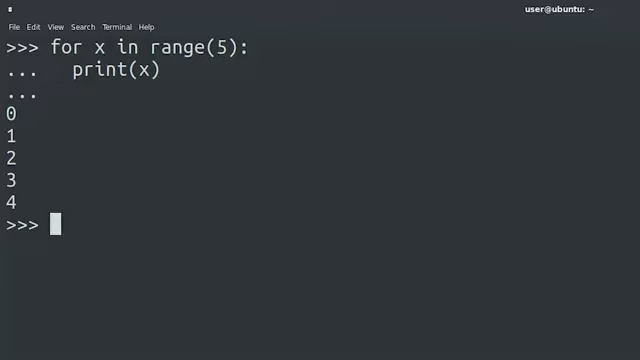 user@ubuntu: ~
File Edit View Search Terminal Help
>>> for x in range(5):
...   print(x)
...
0
1
2
3
4
>>>